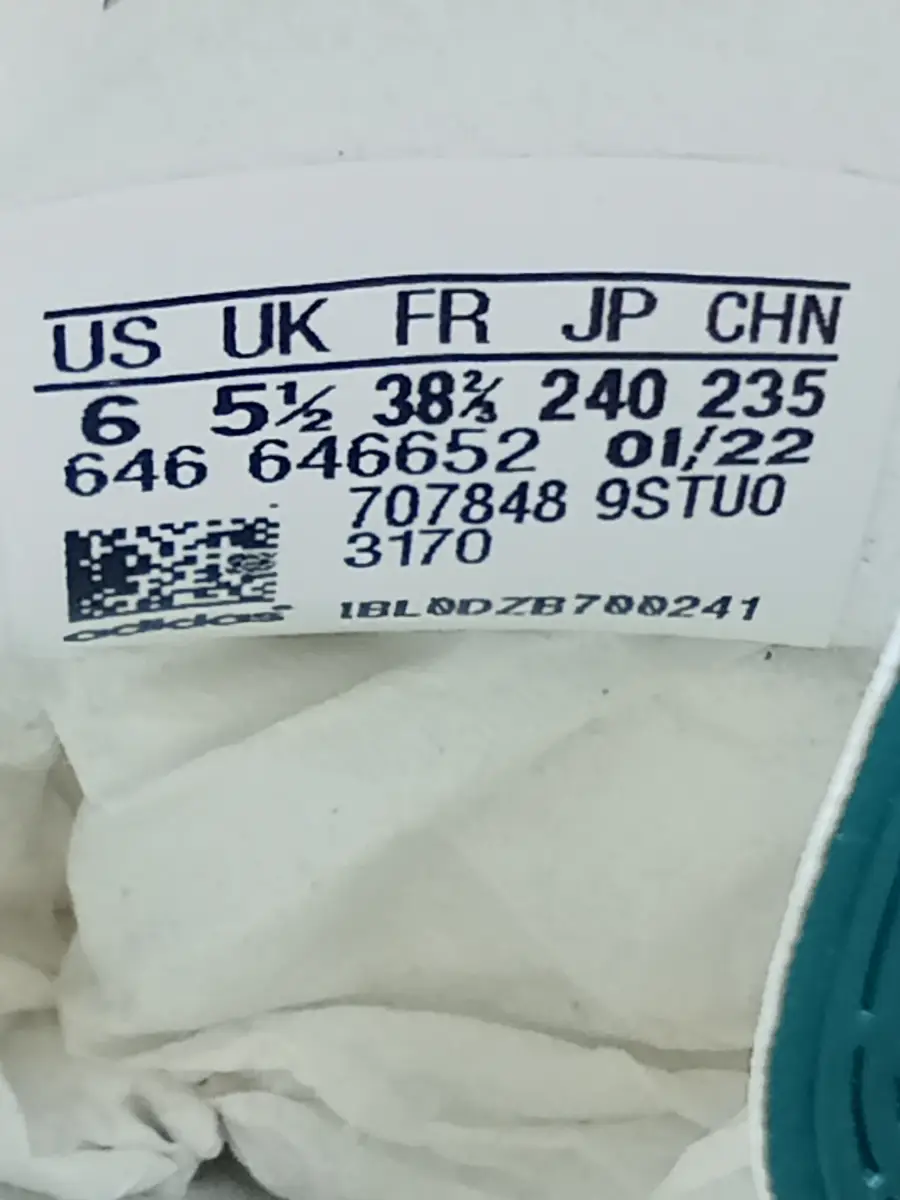 US UK FR JP CHN
6 5½ 38⅔ 240 235
646 646652 01/22
707848 9STU0
3170
adidas
1BL0DZB700241